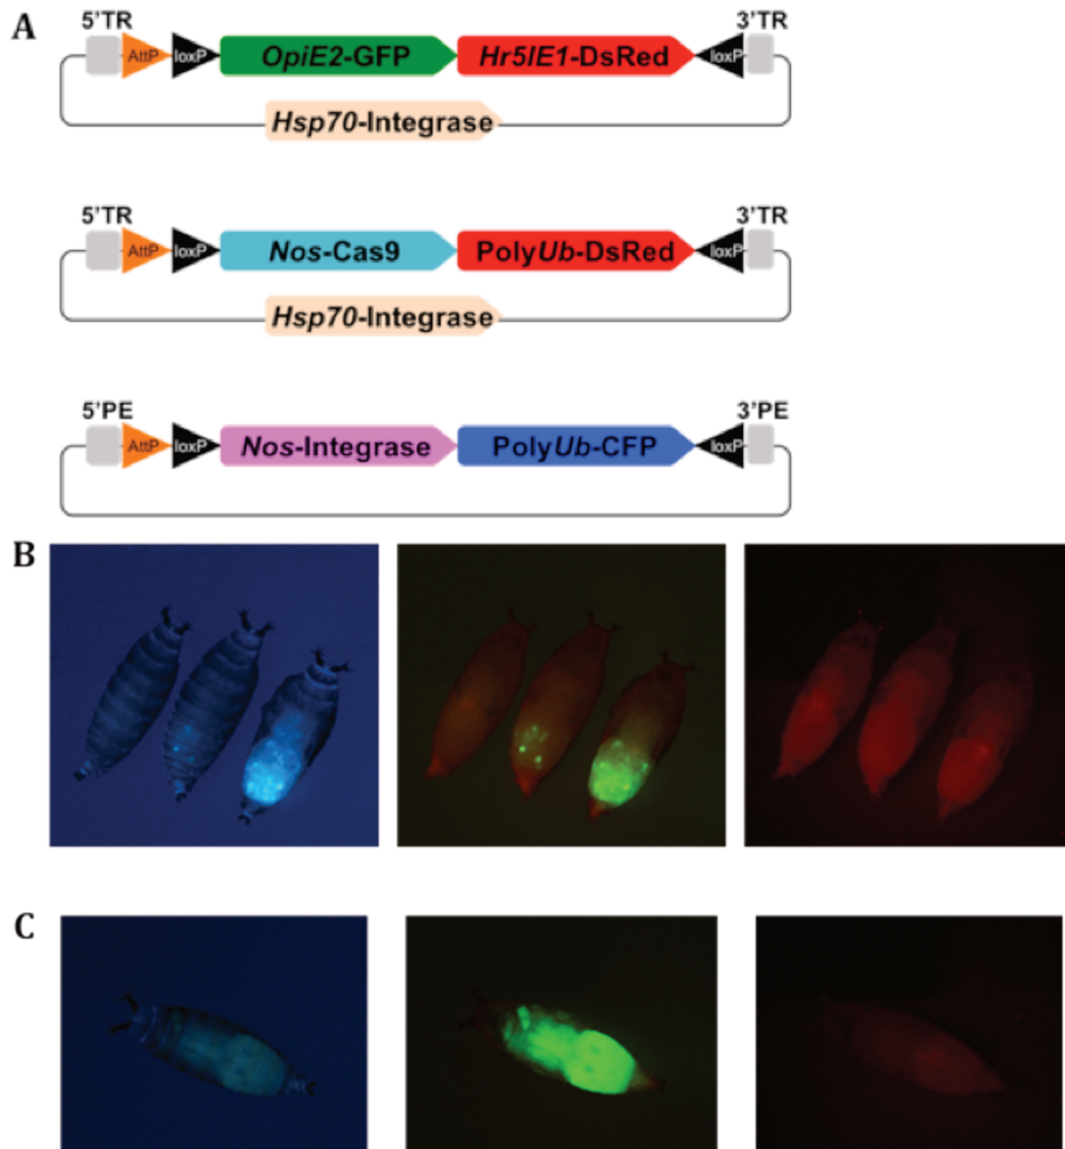 A
5'TR 3'TR
AttP loxP OpiE2-GFP Hr5IE1-DsRed loxP
Hsp70-Integrase
5'TR 3'TR
AttP loxP Nos-Cas9 PolyUb-DsRed loxP
Hsp70-Integrase
5'PE 3'PE
AttP loxP Nos-Integrase PolyUb-CFP loxP
B
C